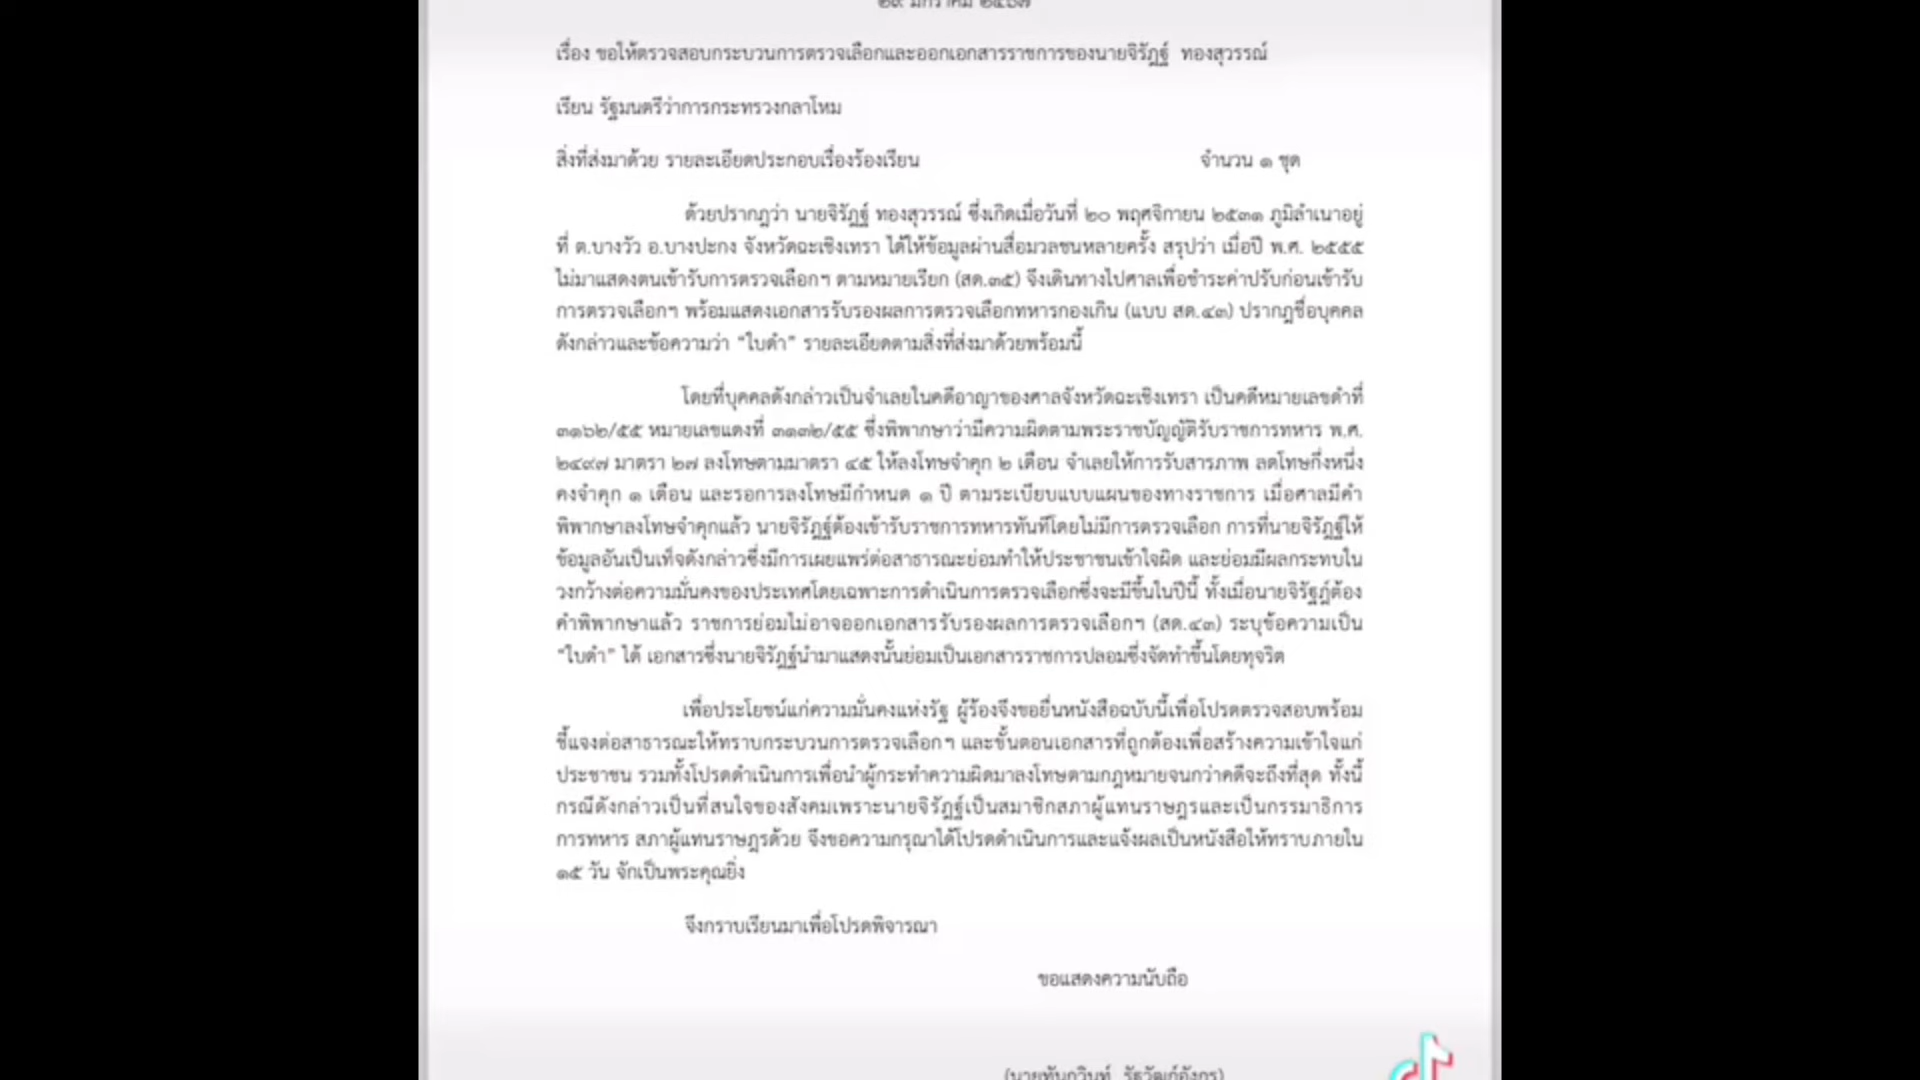 ๒๙ มกราคม ๒๕๖๗
เรื่อง ขอให้ตรวจสอบกระบวนการตรวจเลือกและออกเอกสารราชการของนายจิรัฏฐ์ ทองสุวรรณ์
เรียน รัฐมนตรีว่าการกระทรวงกลาโหม
สิ่งที่ส่งมาด้วย รายละเอียดประกอบเรื่องร้องเรียน จำนวน ๑ ชุด
ด้วยปรากฏว่า นายจิรัฏฐ์ ทองสุวรรณ์ ซึ่งเกิดเมื่อวันที่ ๒๐ พฤศจิกายน ๒๕๓๑ ภูมิลำเนาอยู่
ที่ ต.บางวัว อ.บางปะกง จังหวัดฉะเชิงเทรา ได้ให้ข้อมูลผ่านสื่อมวลชนหลายครั้ง สรุปว่า เมื่อปี พ.ศ. ๒๕๕๕
ไม่มาแสดงตนเข้ารับการตรวจเลือกฯ ตามหมายเรียก (สด.๓๕) จึงเดินทางไปศาลเพื่อชำระค่าปรับก่อนเข้ารับ
การตรวจเลือกฯ พร้อมแสดงเอกสารรับรองผลการตรวจเลือกทหารกองเกิน (แบบ สด.๔๓) ปรากฏชื่อบุคคล
ดังกล่าวและข้อความว่า “ใบดำ” รายละเอียดตามสิ่งที่ส่งมาด้วยพร้อมนี้
โดยที่บุคคลดังกล่าวเป็นจำเลยในคดีอาญาของศาลจังหวัดฉะเชิงเทรา เป็นคดีหมายเลขดำที่
๓๑๖๒/๕๕ หมายเลขแดงที่ ๓๑๓๒/๕๕ ซึ่งพิพากษาว่ามีความผิดตามพระราชบัญญัติรับราชการทหาร พ.ศ.
๒๔๙๗ มาตรา ๒๗ ลงโทษตามมาตรา ๔๕ ให้ลงโทษจำคุก ๒ เดือน จำเลยให้การรับสารภาพ ลดโทษกึ่งหนึ่ง
คงจำคุก ๑ เดือน และรอการลงโทษมีกำหนด ๑ ปี ตามระเบียบแบบแผนของทางราชการ เมื่อศาลมีคำ
พิพากษาลงโทษจำคุกแล้ว นายจิรัฏฐ์ต้องเข้ารับราชการทหารทันทีโดยไม่มีการตรวจเลือก การที่นายจิรัฏฐ์ให้
ข้อมูลอันเป็นเท็จดังกล่าวซึ่งมีการเผยแพร่ต่อสาธารณะย่อมทำให้ประชาชนเข้าใจผิด และย่อมมีผลกระทบใน
วงกว้างต่อความมั่นคงของประเทศโดยเฉพาะการดำเนินการตรวจเลือกซึ่งจะมีขึ้นในปีนี้ ทั้งเมื่อนายจิรัฐฏ์ต้อง
คำพิพากษาแล้ว ราชการย่อมไม่อาจออกเอกสารรับรองผลการตรวจเลือกฯ (สด.๔๓) ระบุข้อความเป็น
“ใบดำ” ได้ เอกสารซึ่งนายจิรัฏฐ์นำมาแสดงนั้นย่อมเป็นเอกสารราชการปลอมซึ่งจัดทำขึ้นโดยทุจริต
เพื่อประโยชน์แก่ความมั่นคงแห่งรัฐ ผู้ร้องจึงขอยื่นหนังสือฉบับนี้เพื่อโปรดตรวจสอบพร้อม
ชี้แจงต่อสาธารณะให้ทราบกระบวนการตรวจเลือกฯ และขั้นตอนเอกสารที่ถูกต้องเพื่อสร้างความเข้าใจแก่
ประชาชน รวมทั้งโปรดดำเนินการเพื่อนำผู้กระทำความผิดมาลงโทษตามกฎหมายจนกว่าคดีจะถึงที่สุด ทั้งนี้
กรณีดังกล่าวเป็นที่สนใจของสังคมเพราะนายจิรัฏฐ์เป็นสมาชิกสภาผู้แทนราษฎรและเป็นกรรมาธิการ
การทหาร สภาผู้แทนราษฎรด้วย จึงขอความกรุณาได้โปรดดำเนินการและแจ้งผลเป็นหนังสือให้ทราบภายใน
๑๕ วัน จักเป็นพระคุณยิ่ง
จึงกราบเรียนมาเพื่อโปรดพิจารณา
ขอแสดงความนับถือ